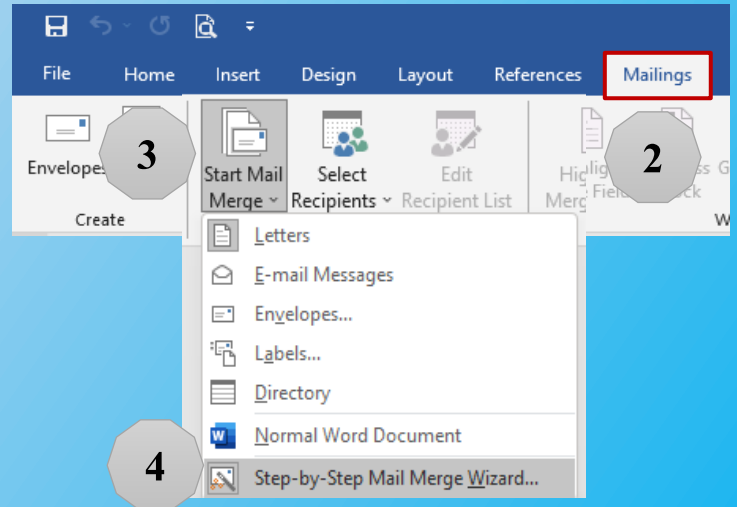 File Home Insert Design Layout References Mailings
3
2
Envelopes
Start Mail Select Edit
Merge Recipients Recipient List
Create
Letters
E-mail Messages
Envelopes...
Labels...
Directory
Normal Word Document
4
Step-by-Step Mail Merge Wizard...